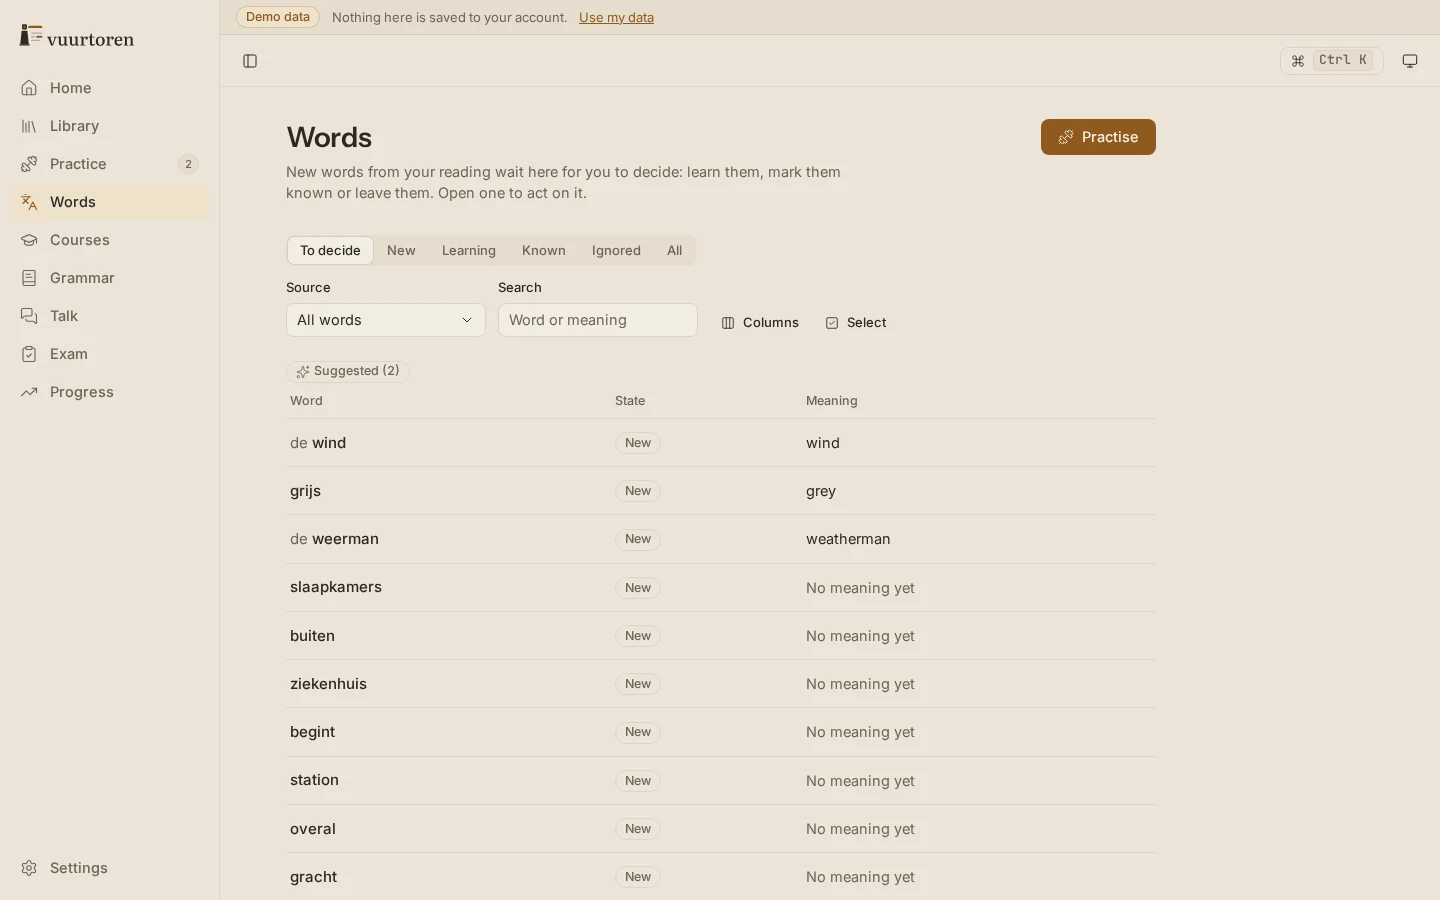 Demo data Nothing here is saved to your account. Use my data
vuurtoren
Ctrl K
Home
Library
Practice 2
Words
Courses
Grammar
Talk
Exam
Progress
Settings
Words
Practise
New words from your reading wait here for you to decide: learn them, mark them
known or leave them. Open one to act on it.
To decide New Learning Known Ignored All
Source Search
All words Word or meaning Columns Select
Suggested (2)
Word State Meaning
de wind New wind
grijs New grey
de weerman New weatherman
slaapkamers New No meaning yet
buiten New No meaning yet
ziekenhuis New No meaning yet
begint New No meaning yet
station New No meaning yet
overal New No meaning yet
gracht New No meaning yet